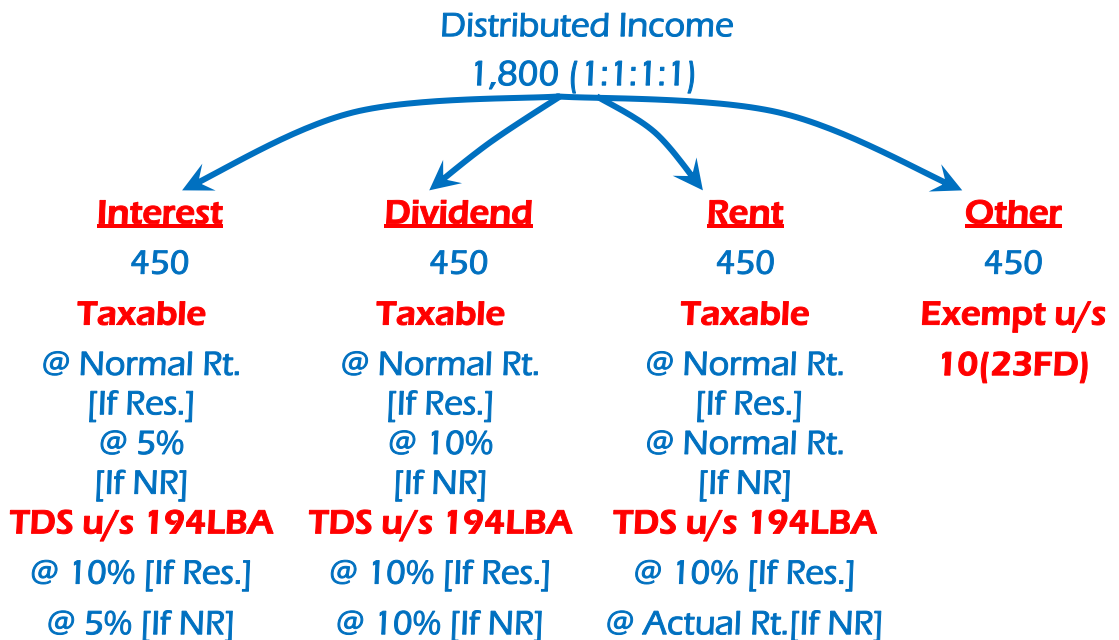 Distributed Income
1,800 (1:1:1:1)
Interest Dividend Rent Other
450 450 450 450
Taxable Taxable Taxable Exempt u/s
@ Normal Rt. @ Normal Rt. @ Normal Rt. 10(23FD)
[If Res.] [If Res.] [If Res.]
@ 5% @ 10% @ Normal Rt.
[If NR] [If NR] [If NR]
TDS u/s 194LBA TDS u/s 194LBA TDS u/s 194LBA
@ 10% [If Res.] @ 10% [If Res.] @ 10% [If Res.]
@ 5% [If NR] @ 10% [If NR] @ Actual Rt.[If NR]